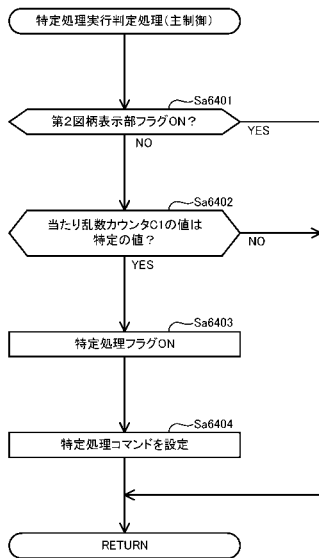 特定処理実行判定処理(主制御)
Sa6401
第2図柄表示部フラグON?
YES
NO
Sa6402
当たり乱数カウンタC1の値は
特定の値?
NO
YES
Sa6403
特定処理フラグON
Sa6404
特定処理コマンドを設定
RETURN